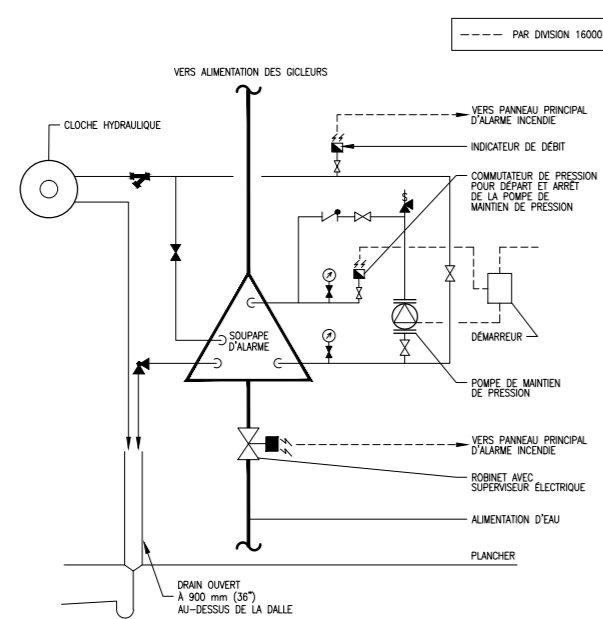 PAR DIVISION 16000
VERS ALIMENTATION DES GICLEURS
CLOCHE HYDRAULIQUE
VERS PANNEAU PRINCIPAL
D'ALARME INCENDIE
INDICATEUR DE DÉBIT
COMMUTATEUR DE PRESSION
POUR DÉPART ET ARRÊT
DE LA POMPE DE
MAINTIEN DE PRESSION
S
SOUPAPE
D'ALARME
DÉMARREUR
POMPE DE MAINTIEN
DE PRESSION
VERS PANNEAU PRINCIPAL
D'ALARME INCENDIE
ROBINET AVEC
SUPERVISEUR ÉLECTRIQUE
ALIMENTATION D'EAU
PLANCHER
DRAIN OUVERT
À 900 mm (36")
AU-DESSUS DE LA DALLE